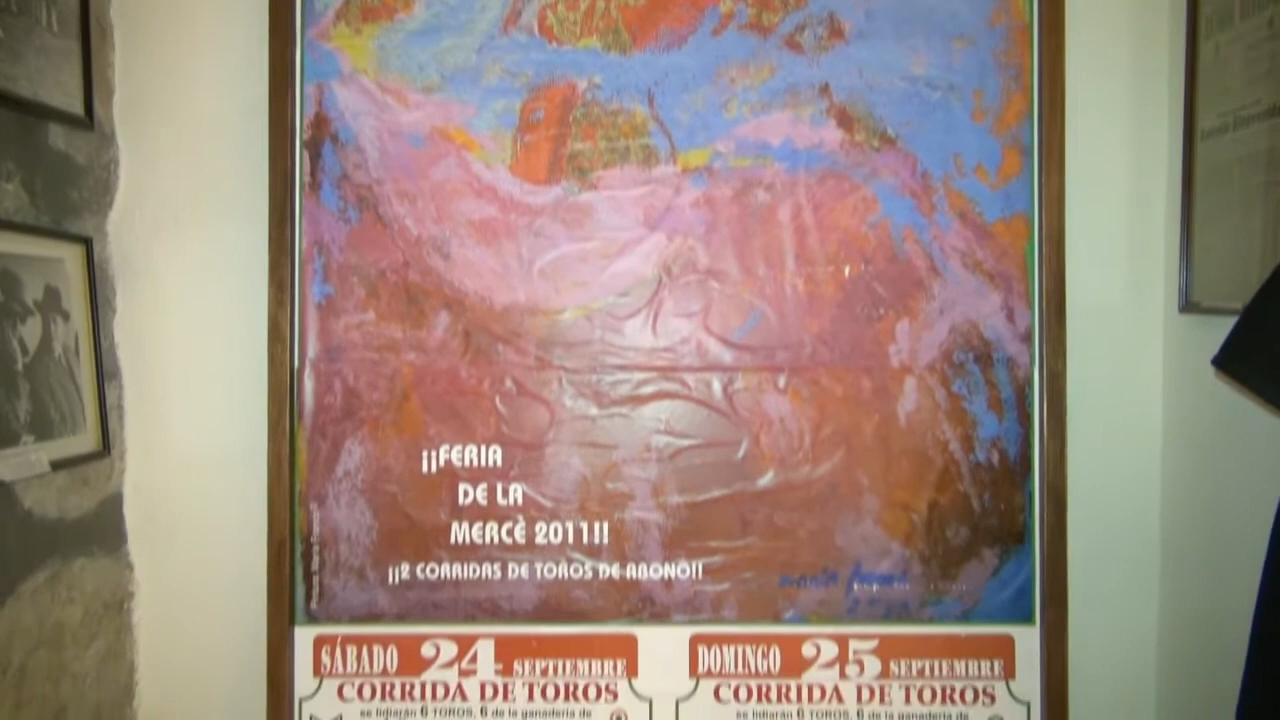 ¡¡FERIA
DE LA
MERCÈ 2011!!
¡¡2 CORRIDAS DE TOROS DE ABONO!!
SÁBADO 24 SEPTIEMBRE
CORRIDA DE TOROS
se lidiarán 6 TOROS, 6 de la ganadería de
DOMINGO 25 SEPTIEMBRE
CORRIDA DE TOROS
se lidiarán 6 TOROS, 6 de la ganadería de